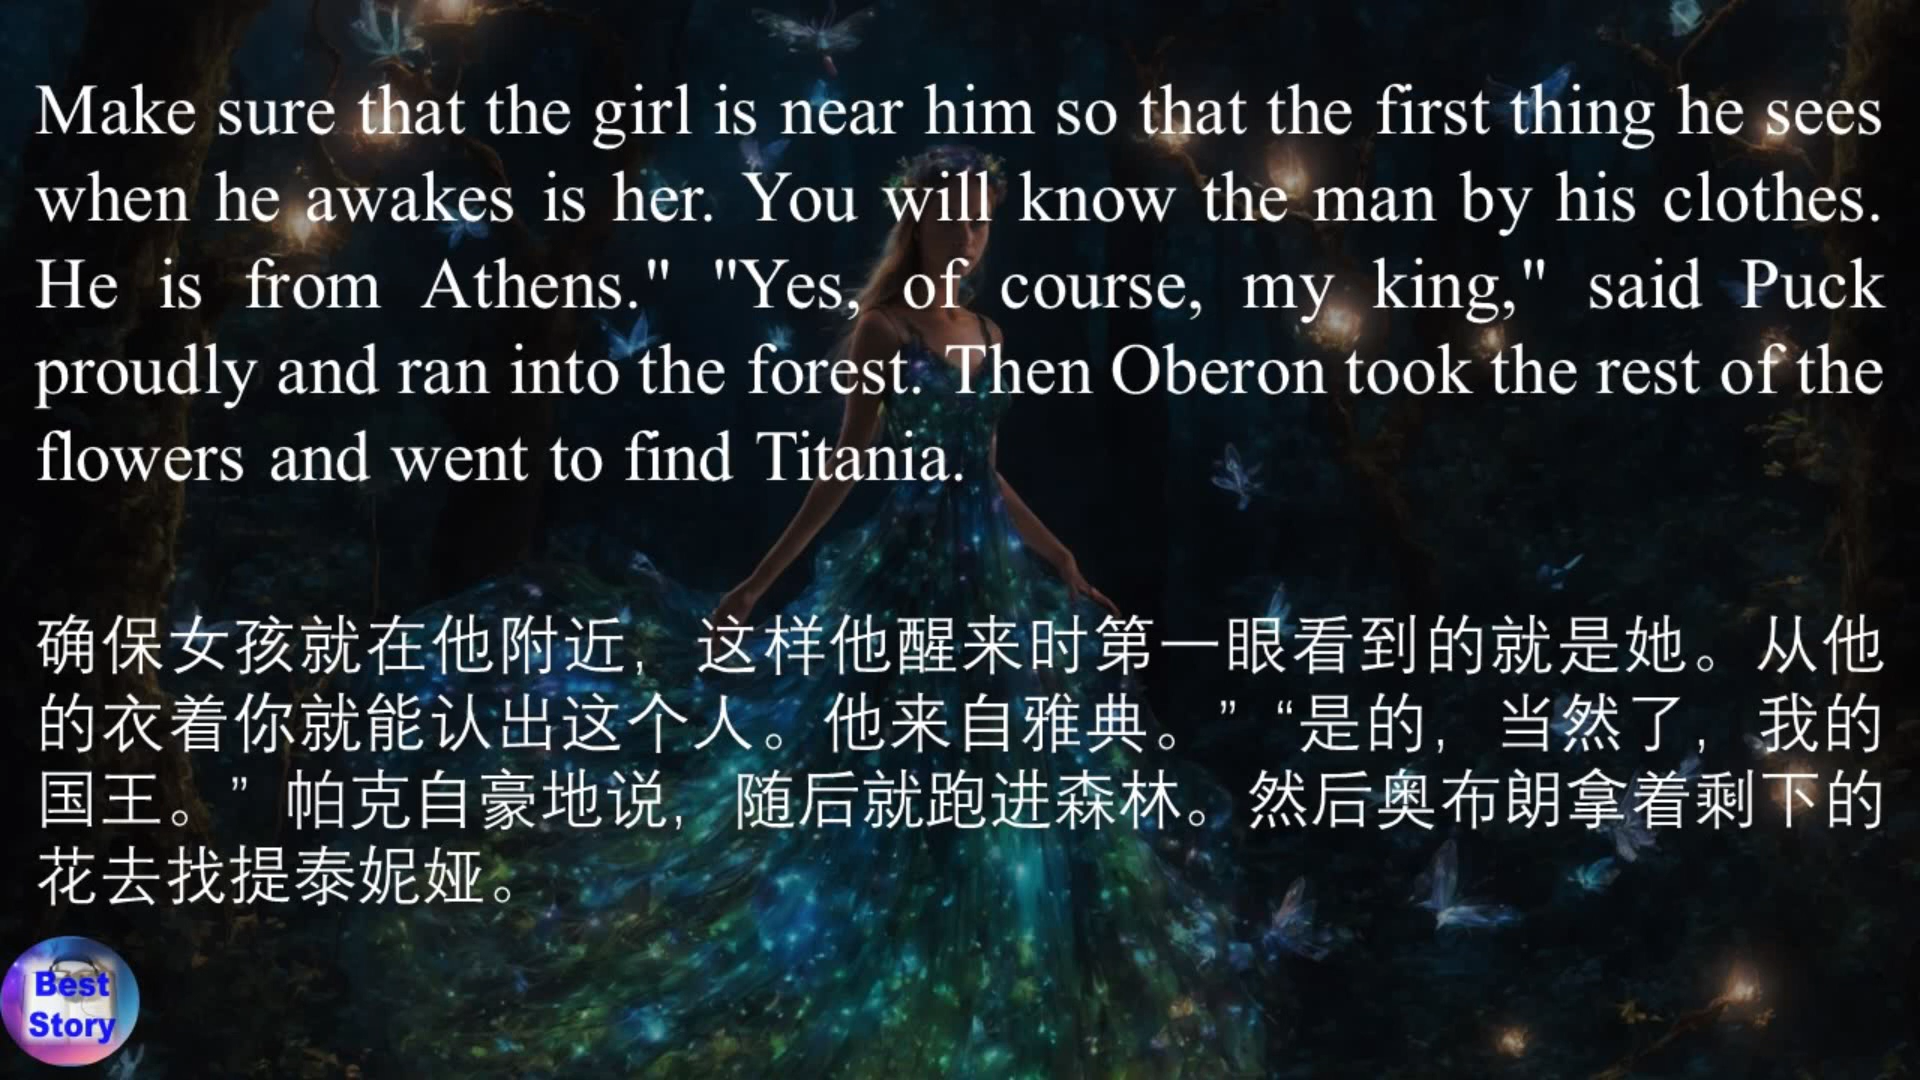 Make sure that the girl is near him so that the first thing he sees
when he awakes is her. You will know the man by his clothes.
He is from Athens." "Yes, of course, my king," said Puck
proudly and ran into the forest. Then Oberon took the rest of the
flowers and went to find Titania.
确保女孩就在他附近，这样他醒来时第一眼看到的就是她。从他
的衣着你就能认出这个人。他来自雅典。”“是的，当然了，我的
国王。”帕克自豪地说，随后就跑进森林。然后奥布朗拿着剩下的
花去找提泰妮娅。
Best
Story